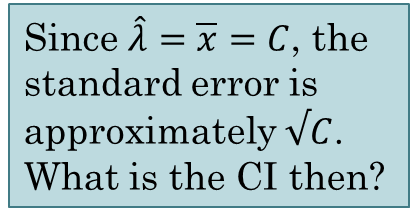 Since λ̂ = x̄ = C, the
standard error is
approximately √C.
What is the CI then?